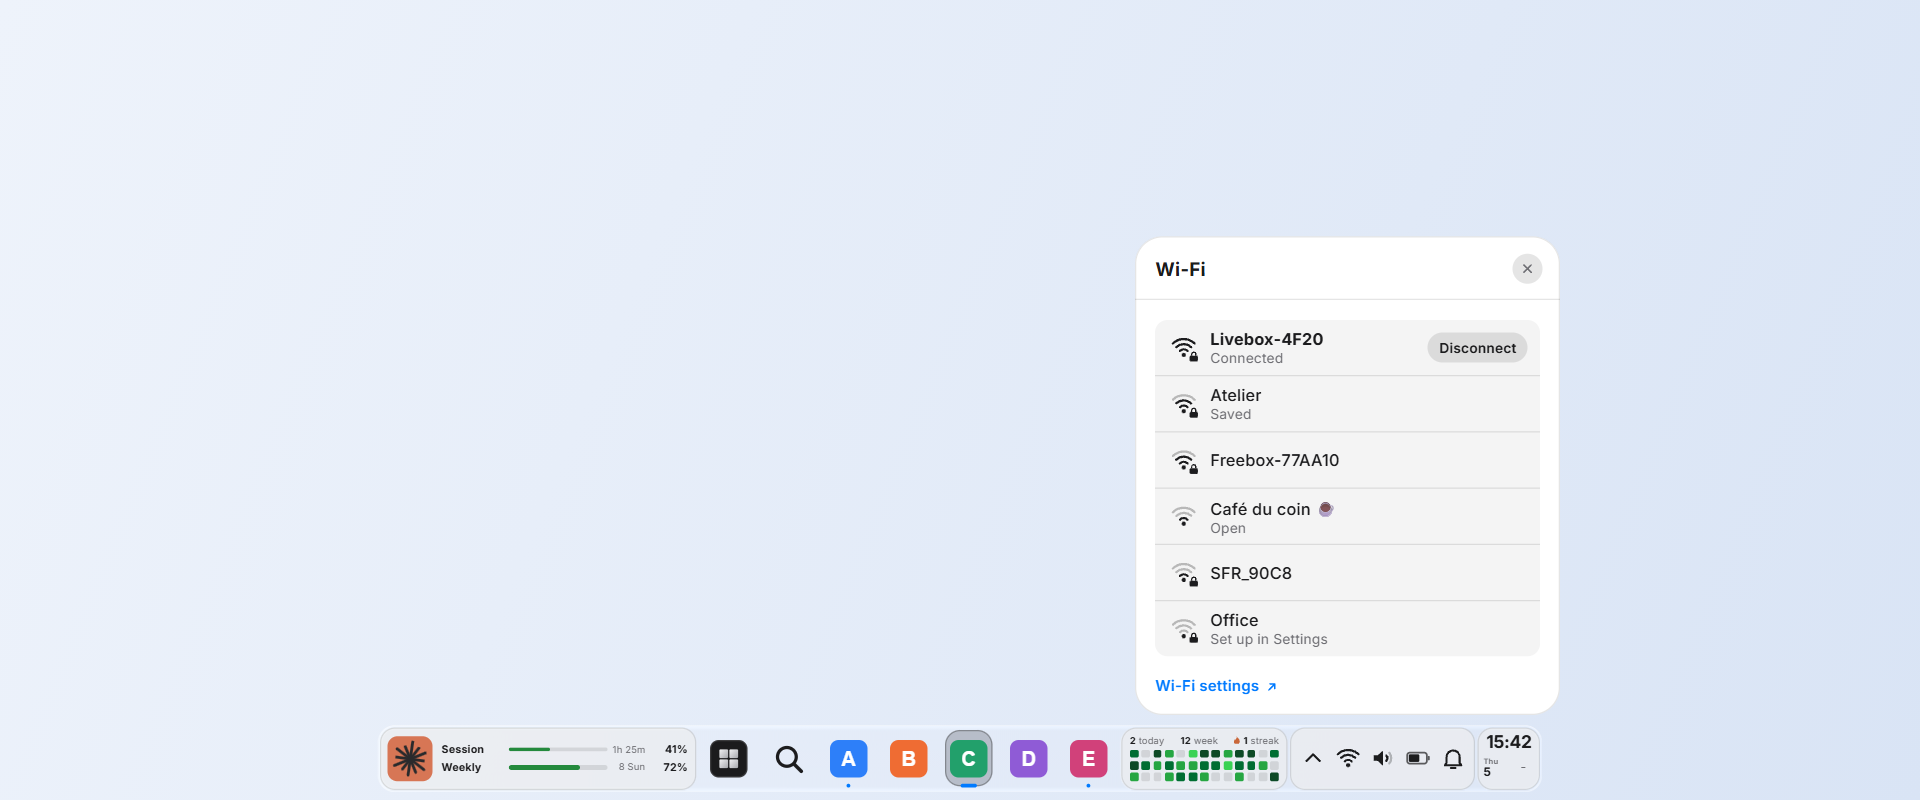 Wi-Fi
Livebox-4F20
Connected
Disconnect
Atelier
Saved
Freebox-77AA10
Café du coin
Open
SFR_90C8
Office
Set up in Settings
Wi-Fi settings
Session 1h 25m 41%
Weekly 8 Sun 72%
A
B
C
D
E
2 today 12 week 1 streak
15:42
Thu
5 –